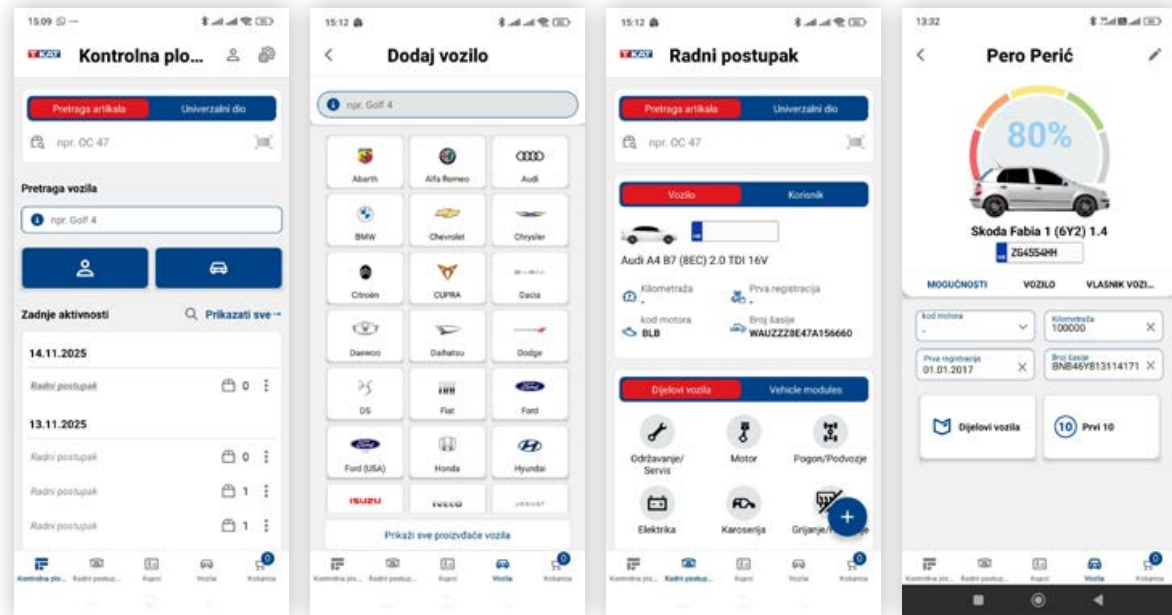 15:09
T KAT Kontrolna plo...
Pretraga artikala Univerzalni dio
npr. OC 47
Pretraga vozila
npr. Golf 4
Zadnje aktivnosti Prikazati sve
14.11.2025
Radni postupak 0
13.11.2025
Radni postupak 0
Radni postupak 1
Radni postupak 1
Kontrolna plo... Radni postup... Kupci Vozila Košarica
0
15:12
Dodaj vozilo
npr. Golf 4
Abarth Alfa Romeo Audi
BMW Chevrolet Chrysler
Citroën CUPRA Dacia
Daewoo Daihatsu Dodge
DS Fiat Ford
Ford (USA) Honda Hyundai
ISUZU IVECO
Prikaži sve proizvođače vozila
Kontrolna plo... Radni postup... Kupci Vozila Košarica
0
15:12
T KAT Radni postupak
Pretraga artikala Univerzalni dio
npr. OC 47
Vozilo Korisnik
Audi A4 B7 (8EC) 2.0 TDI 16V
Kilometraža Prva registracija
- -
kod motora Broj šasije
BLB WAUZZZ8E47A156660
Dijelovi vozila Vehicle modules
Održavanje/ Motor Pogon/Podvozje
Servis
Elektrika Karoserija
Kontrolna plo... Radni postup... Kupci Vozila Košarica
0
13:32
Pero Perić
80%
Skoda Fabia 1 (6Y2) 1.4
ZG4554HH
MOGUĆNOSTI VOZILO VLASNIK VOZI...
kod motora Kilometraža
- 100000
Prva registracija Broj šasije
01.01.2017 BNB46Y813114171
Dijelovi vozila 10 Prvi 10
Kontrolna plo... Radni postup... Kupci Vozila Košarica
0